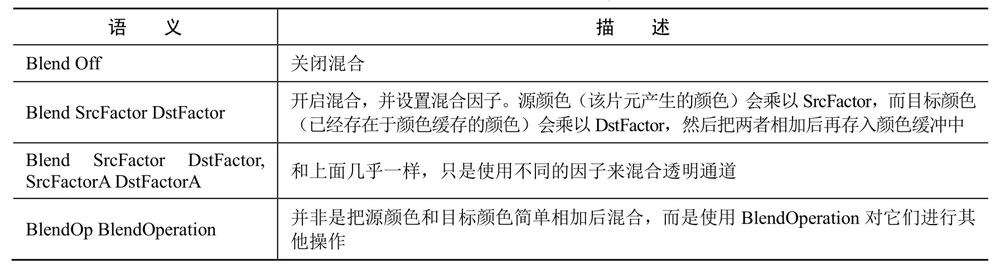 语 义 描 述
Blend Off 关闭混合
Blend SrcFactor DstFactor
开启混合，并设置混合因子。源颜色（该片元产生的颜色）会乘以 SrcFactor，而目标颜色
（已经存在于颜色缓存的颜色）会乘以 DstFactor，然后把两者相加后再存入颜色缓冲中
Blend SrcFactor DstFactor,
SrcFactorA DstFactorA
和上面几乎一样，只是使用不同的因子来混合透明通道
BlendOp BlendOperation
并非是把源颜色和目标颜色简单相加后混合，而是使用 BlendOperation 对它们进行其
他操作